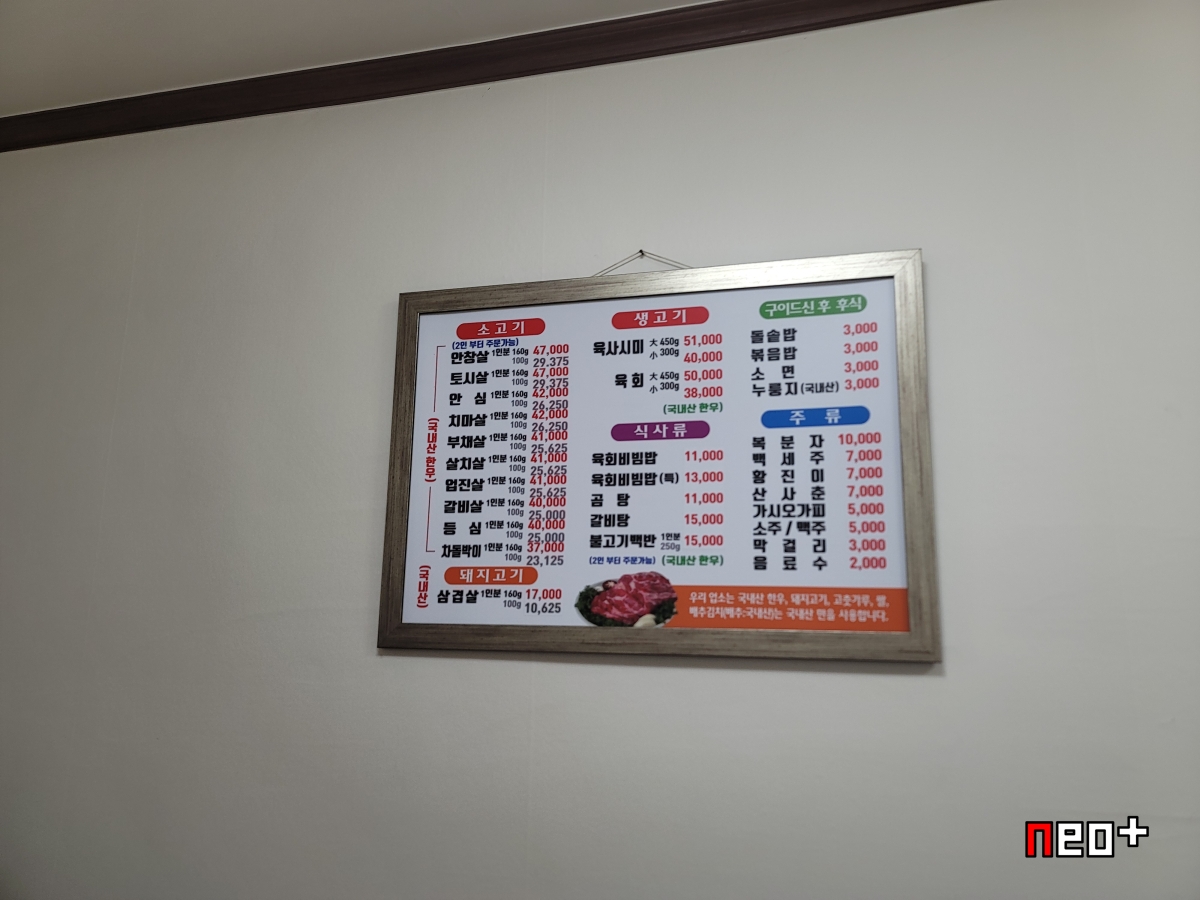 소고기
(2인 부터 주문가능)
안창살 1인분 160g 47,000
100g 29.375
토시살 1인분 160g 47,000
100g 29,375
안 심 1인분 160g 42,000
100g 26,250
치마살 1인분 160g 42,000
100g 26,250
부채살 1인분 160g 41,000
100g 25,625
살치살 1인분 160g 41,000
100g 25,625
업진살 1인분 160g 41,000
100g 25,625
갈비살 1인분 160g 40,000
100g 25,000
등 심 1인분 160g 40,000
100g 25,000
차돌박이 1인분 160g 37,000
100g 23,125
(국내산 한우)
돼지고기
삼겹살 1인분 160g 17,000
100g 10,625
(국내산)
생고기
육사시미 大 450g 51,000
小 300g 40,000
육회 大 450g 50,000
小 300g 38,000
(국내산 한우)
식사류
육회비빔밥 11,000
육회비빔밥(특) 13,000
곰 탕 11,000
갈비탕 15,000
불고기백반 1인분 250g 15,000
(2인 부터 주문가능) (국내산 한우)
구이드신 후 후식
돌솥밥 3,000
볶음밥 3,000
소 면 3,000
누룽지(국내산) 3,000
주 류
복 분 자 10,000
백 세 주 7,000
황 진 이 7,000
산 사 춘 7,000
가시오가피 5,000
소주/맥주 5,000
막 걸 리 3,000
음 료 수 2,000
우리 업소는 국내산 한우, 돼지고기, 고춧가루, 쌀,
배추김치(배추:국내산)는 국내산 만을 사용합니다.
neo+